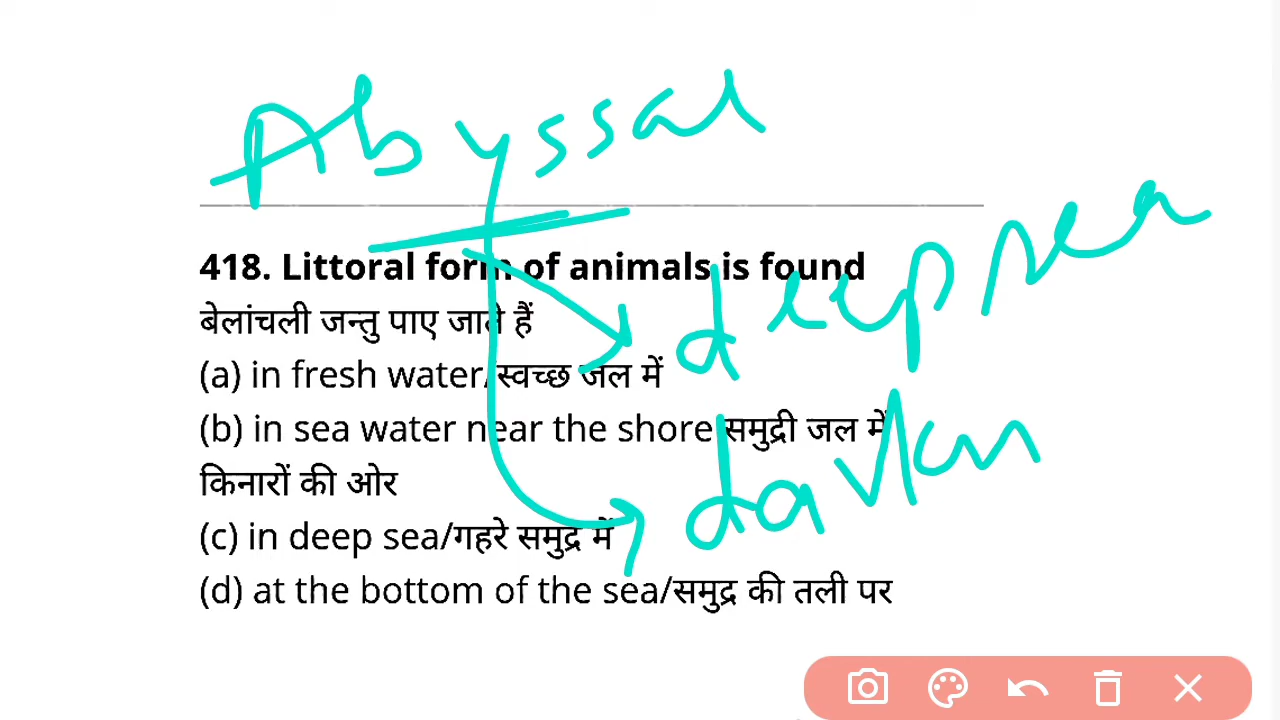 Abyssal
deep sea
418. Littoral form of animals is found
बेलांचली जन्तु पाए जाते हैं
(a) in fresh water/स्वच्छ जल में
(b) in sea water near the shore/समुद्री जल में
किनारों की ओर
(c) in deep sea/गहरे समुद्र में
(d) at the bottom of the sea/समुद्र की तली पर